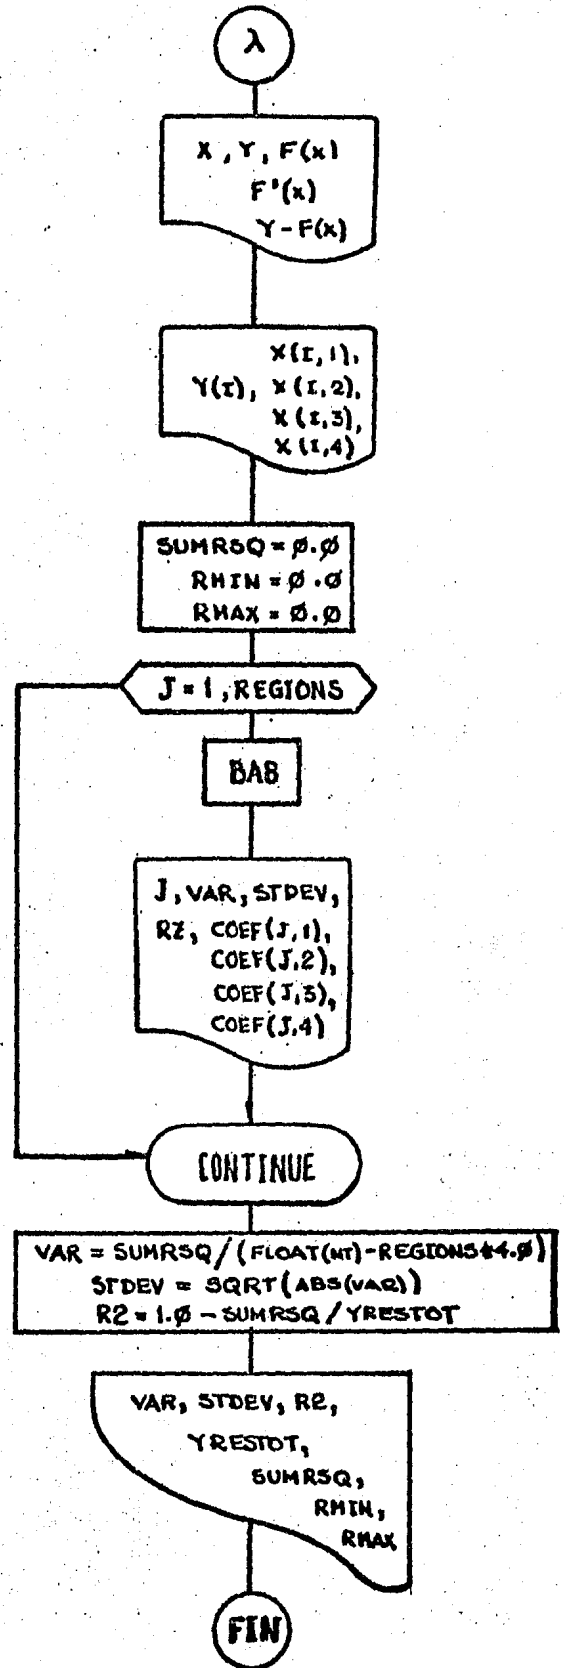 λ
X, Y, F(x)
F'(x)
Y-F(x)
X(I,1),
Y(I), X(I,2),
X(I,3),
X(I,4)
SUMRSQ=Ø.Ø
RMIN=Ø.Ø
RMAX=Ø.Ø
J=1, REGIONS
BAB
J, VAR, STDEV,
R2, COEF(J,1),
COEF(J,2),
COEF(J,3),
COEF(J,4)
CONTINUE
VAR = SUMRSQ/(FLOAT(NT)-REGIONS*4.Ø)
STDEV = SQRT(ABS(VAR))
R2=1.Ø-SUMRSQ/YRESTOT
VAR, STDEV, R2,
YRESTOT,
SUMRSQ,
RMIN,
RMAX
FIN